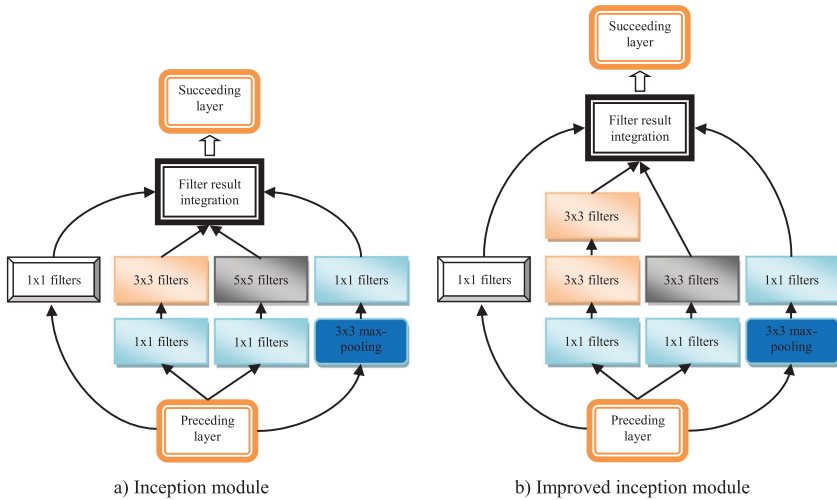 Succeeding
layer
Filter result
integration
1x1 filters
3x3 filters
5x5 filters
1x1 filters
1x1 filters
1x1 filters
3x3 max-
pooling
Preceding
layer
a) Inception module
Succeeding
layer
Filter result
integration
3x3 filters
1x1 filters
3x3 filters
3x3 filters
1x1 filters
1x1 filters
1x1 filters
3x3 max-
pooling
Preceding
layer
b) Improved inception module